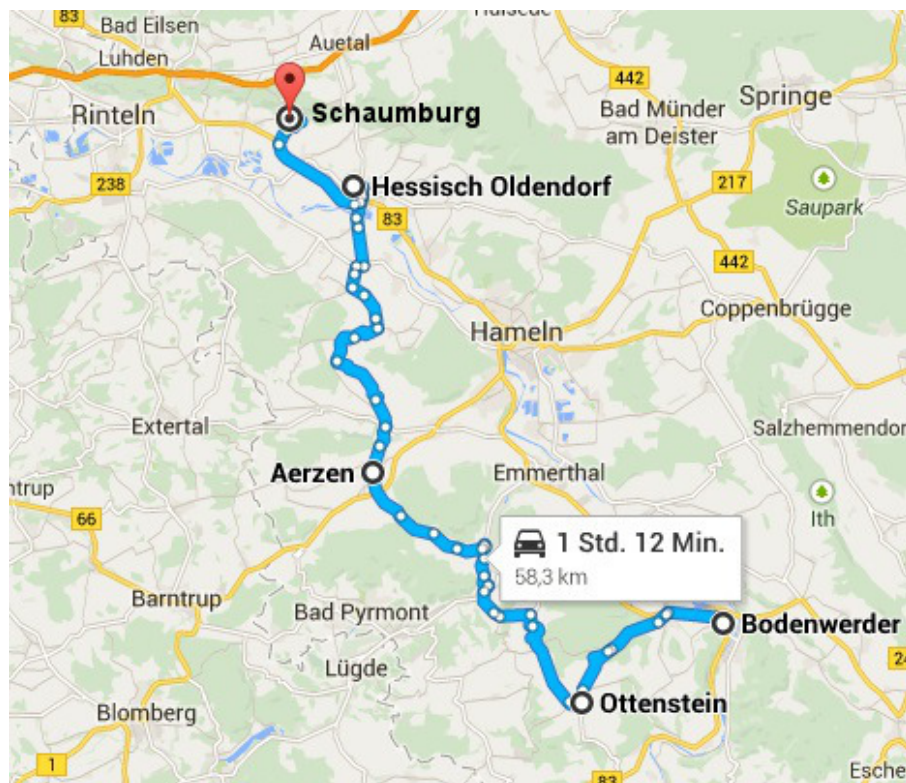 83
Bad Eilsen
Auetal
Luhden
442
Springe
Rinteln
Schaumburg
Bad Münder
am Deister
238
Hessisch Oldendorf
217
Saupark
83
442
Coppenbrügge
Hameln
Extertal
Salzhemmendor
Aerzen
Emmerthal
ntrup
66
Ith
1 Std. 12 Min.
58,3 km
Barntrup
Bad Pyrmont
Bodenwerder
Lügde
24
Ottenstein
Blomberg
1
83
Esche